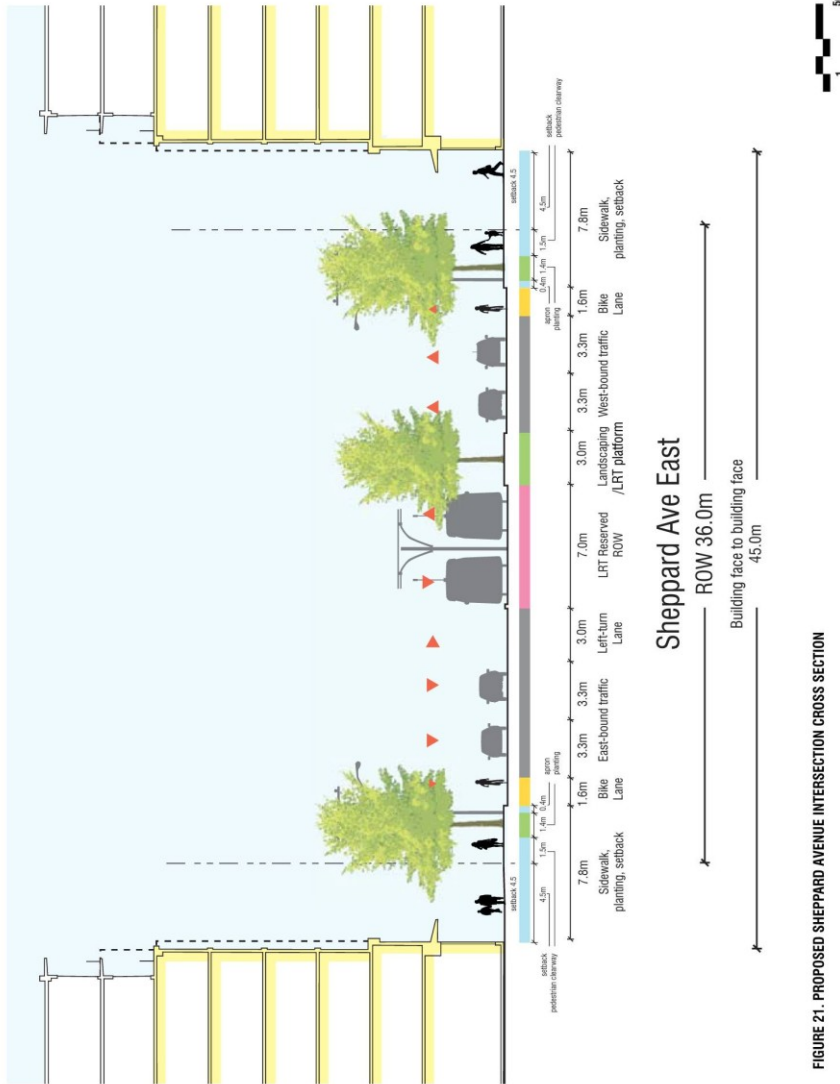 setback 4.5
setback 4.5
setback
pedestrian clearway
4.5m
1.5m
1.4m
0.4m
apron
planting
0.4m
1.4m
1.5m
4.5m
setback
pedestrian clearway
apron
planting
7.8m
1.6m
3.3m
3.3m
3.0m
7.0m
3.0m
3.3m
3.3m
1.6m
7.8m
Sidewalk,
planting, setback
Bike
Lane
East-bound traffic
Left-turn
Lane
LRT Reserved
ROW
Landscaping
/LRT platform
West-bound traffic
Bike
Lane
Sidewalk,
planting, setback
Sheppard Ave East
ROW 36.0m
Building face to building face
45.0m
FIGURE 21. PROPOSED SHEPPARD AVENUE INTERSECTION CROSS SECTION
1
5